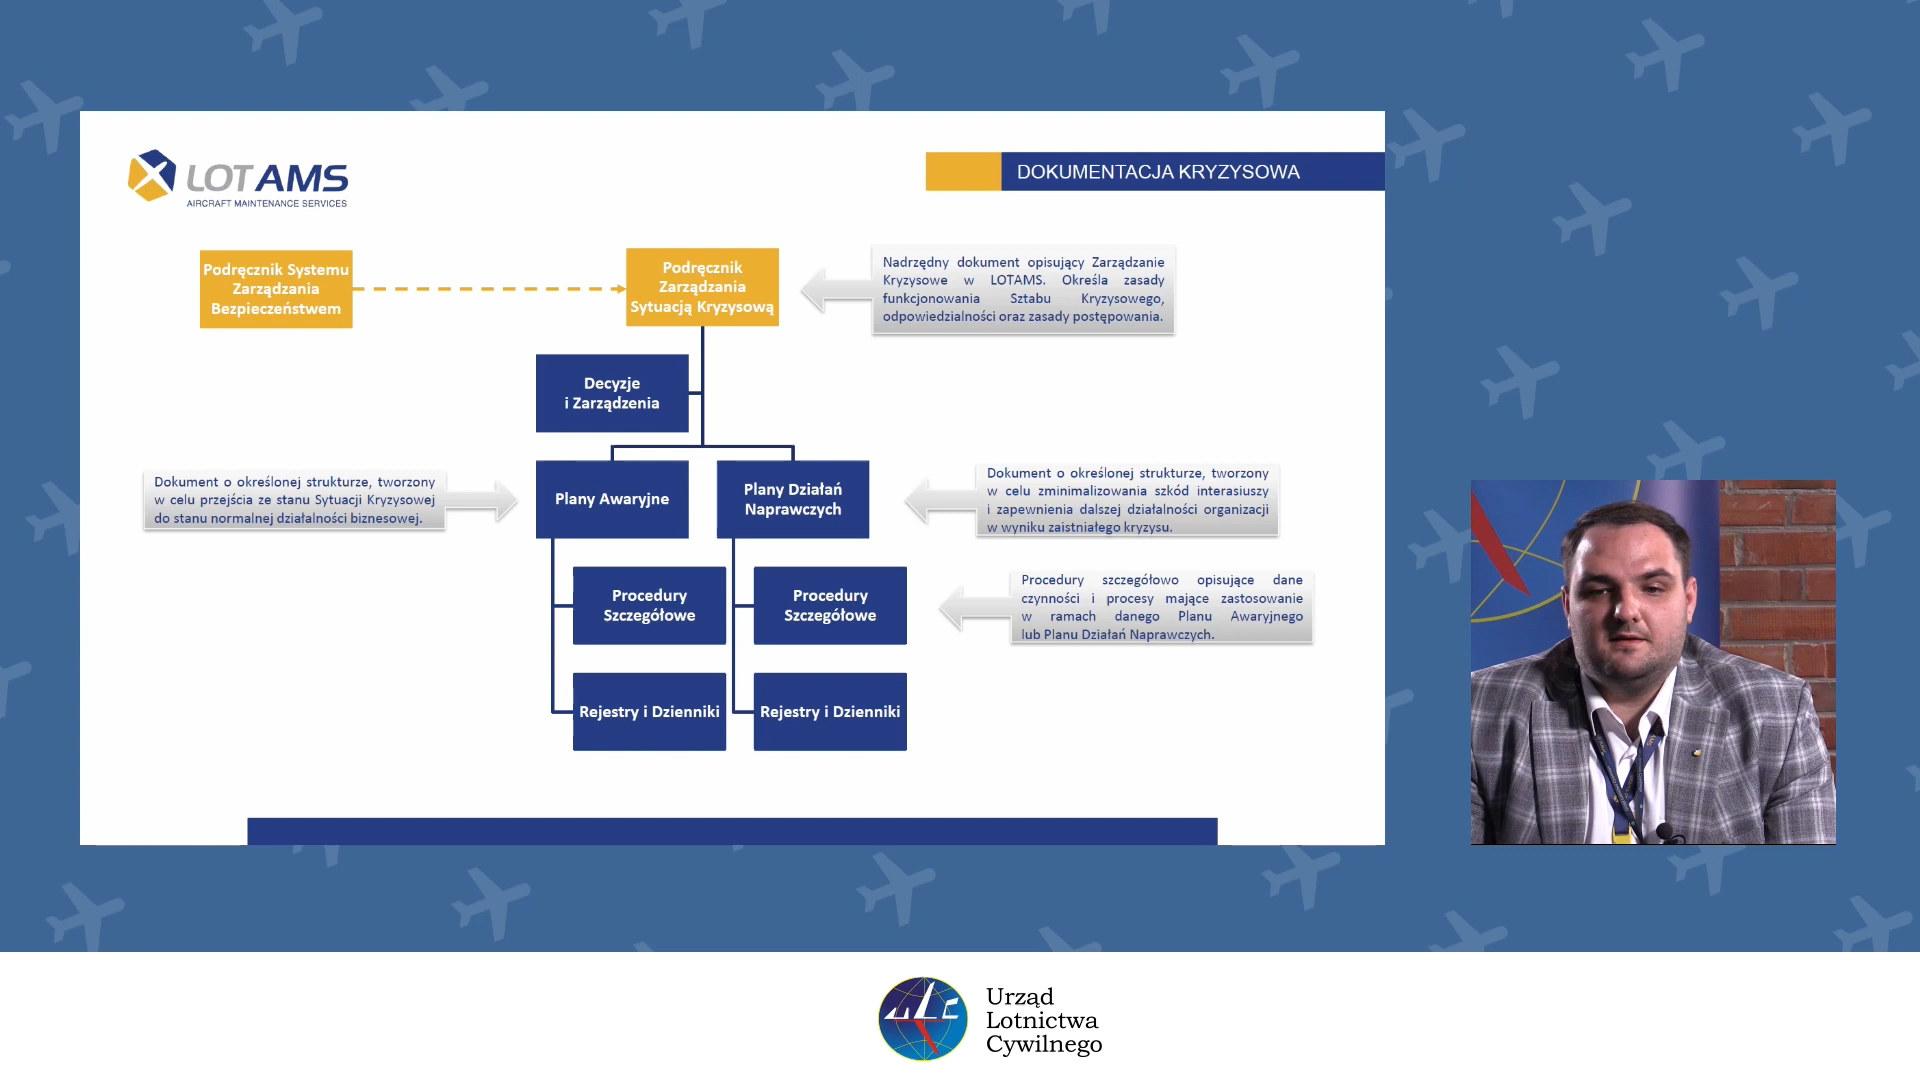 LOTAMS
AIRCRAFT MAINTENANCE SERVICES
DOKUMENTACJA KRYZYSOWA
Podręcznik Systemu
Zarządzania
Bezpieczeństwem
Podręcznik
Zarządzania
Sytuacją Kryzysową
Nadrzędny dokument opisujący Zarządzanie
Kryzysowe w LOTAMS. Określa zasady
funkcjonowania Sztabu Kryzysowego,
odpowiedzialności oraz zasady postępowania.
Decyzje
i Zarządzenia
Dokument o określonej strukturze, tworzony
w celu przejścia ze stanu Sytuacji Kryzysowej
do stanu normalnej działalności biznesowej.
Plany Awaryjne
Plany Działań
Naprawczych
Dokument o określonej strukturze, tworzony
w celu zminimalizowania szkód interasiuszy
i zapewnienia dalszej działalności organizacji
w wyniku zaistniałego kryzysu.
Procedury
Szczegółowe
Procedury
Szczegółowe
Procedury szczegółowo opisujące dane
czynności i procesy mające zastosowanie
w ramach danego Planu Awaryjnego
lub Planu Działań Naprawczych.
Rejestry i Dzienniki
Rejestry i Dzienniki
ULC
Urząd
Lotnictwa
Cywilnego